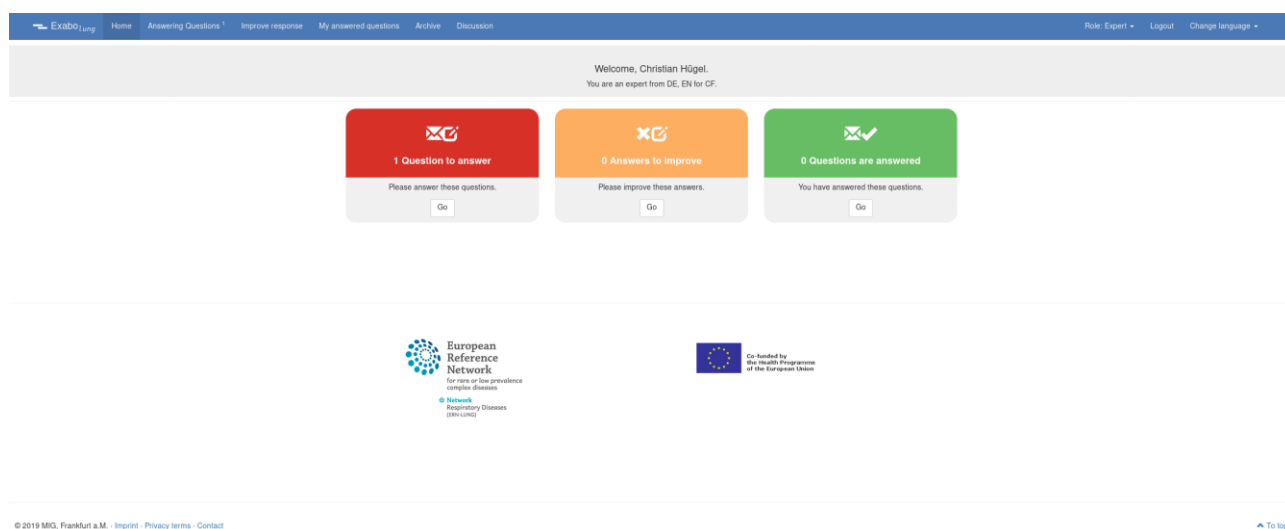 Exabo Lung Home Answering Questions 1 Improve response My answered questions Archive Discussion Role: Expert Logout Change language
Welcome, Christian Hügel.
You are an expert from DE, EN for CF.
1 Question to answer
Please answer these questions.
Go
0 Answers to improve
Please improve these answers.
Go
0 Questions are answered
You have answered these questions.
Go
European
Reference
Network
for rare or low prevalence
complex diseases
Network
Respiratory Diseases
(ERN-LUNG)
Co-funded by
the Health Programme
of the European Union
© 2019 MIG, Frankfurt a.M. - Imprint - Privacy terms - Contact
To top